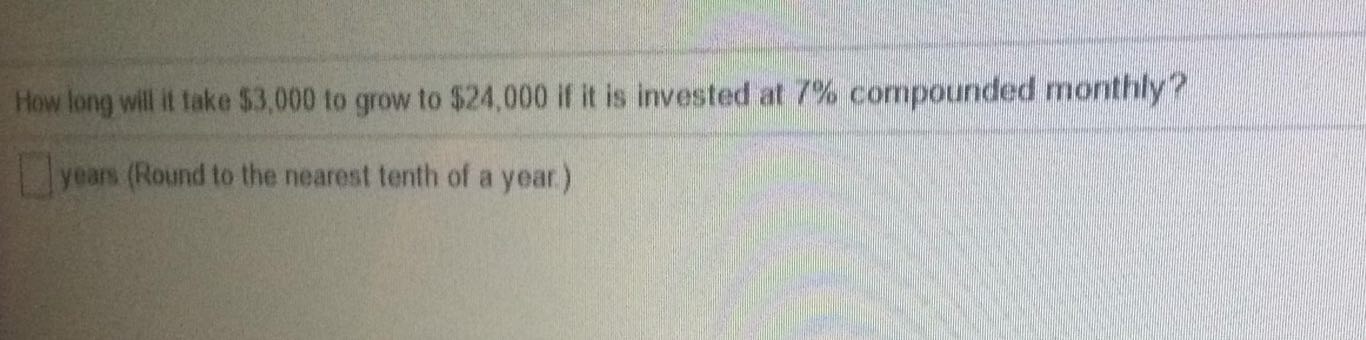 How long will it take $3,000 to grow to $24,000 if it is invested at 7% compounded monthly?
years (Round to the nearest tenth of a year.)